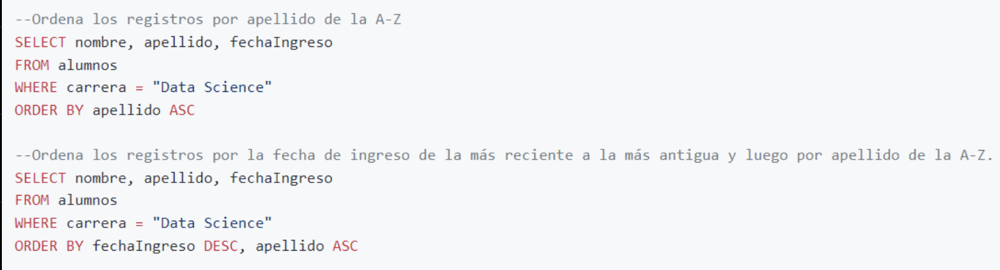 --Ordena los registros por apellido de la A-Z
SELECT nombre, apellido, fechaIngreso
FROM alumnos
WHERE carrera = "Data Science"
ORDER BY apellido ASC
--Ordena los registros por la fecha de ingreso de la más reciente a la más antigua y luego por apellido de la A-Z.
SELECT nombre, apellido, fechaIngreso
FROM alumnos
WHERE carrera = "Data Science"
ORDER BY fechaIngreso DESC, apellido ASC